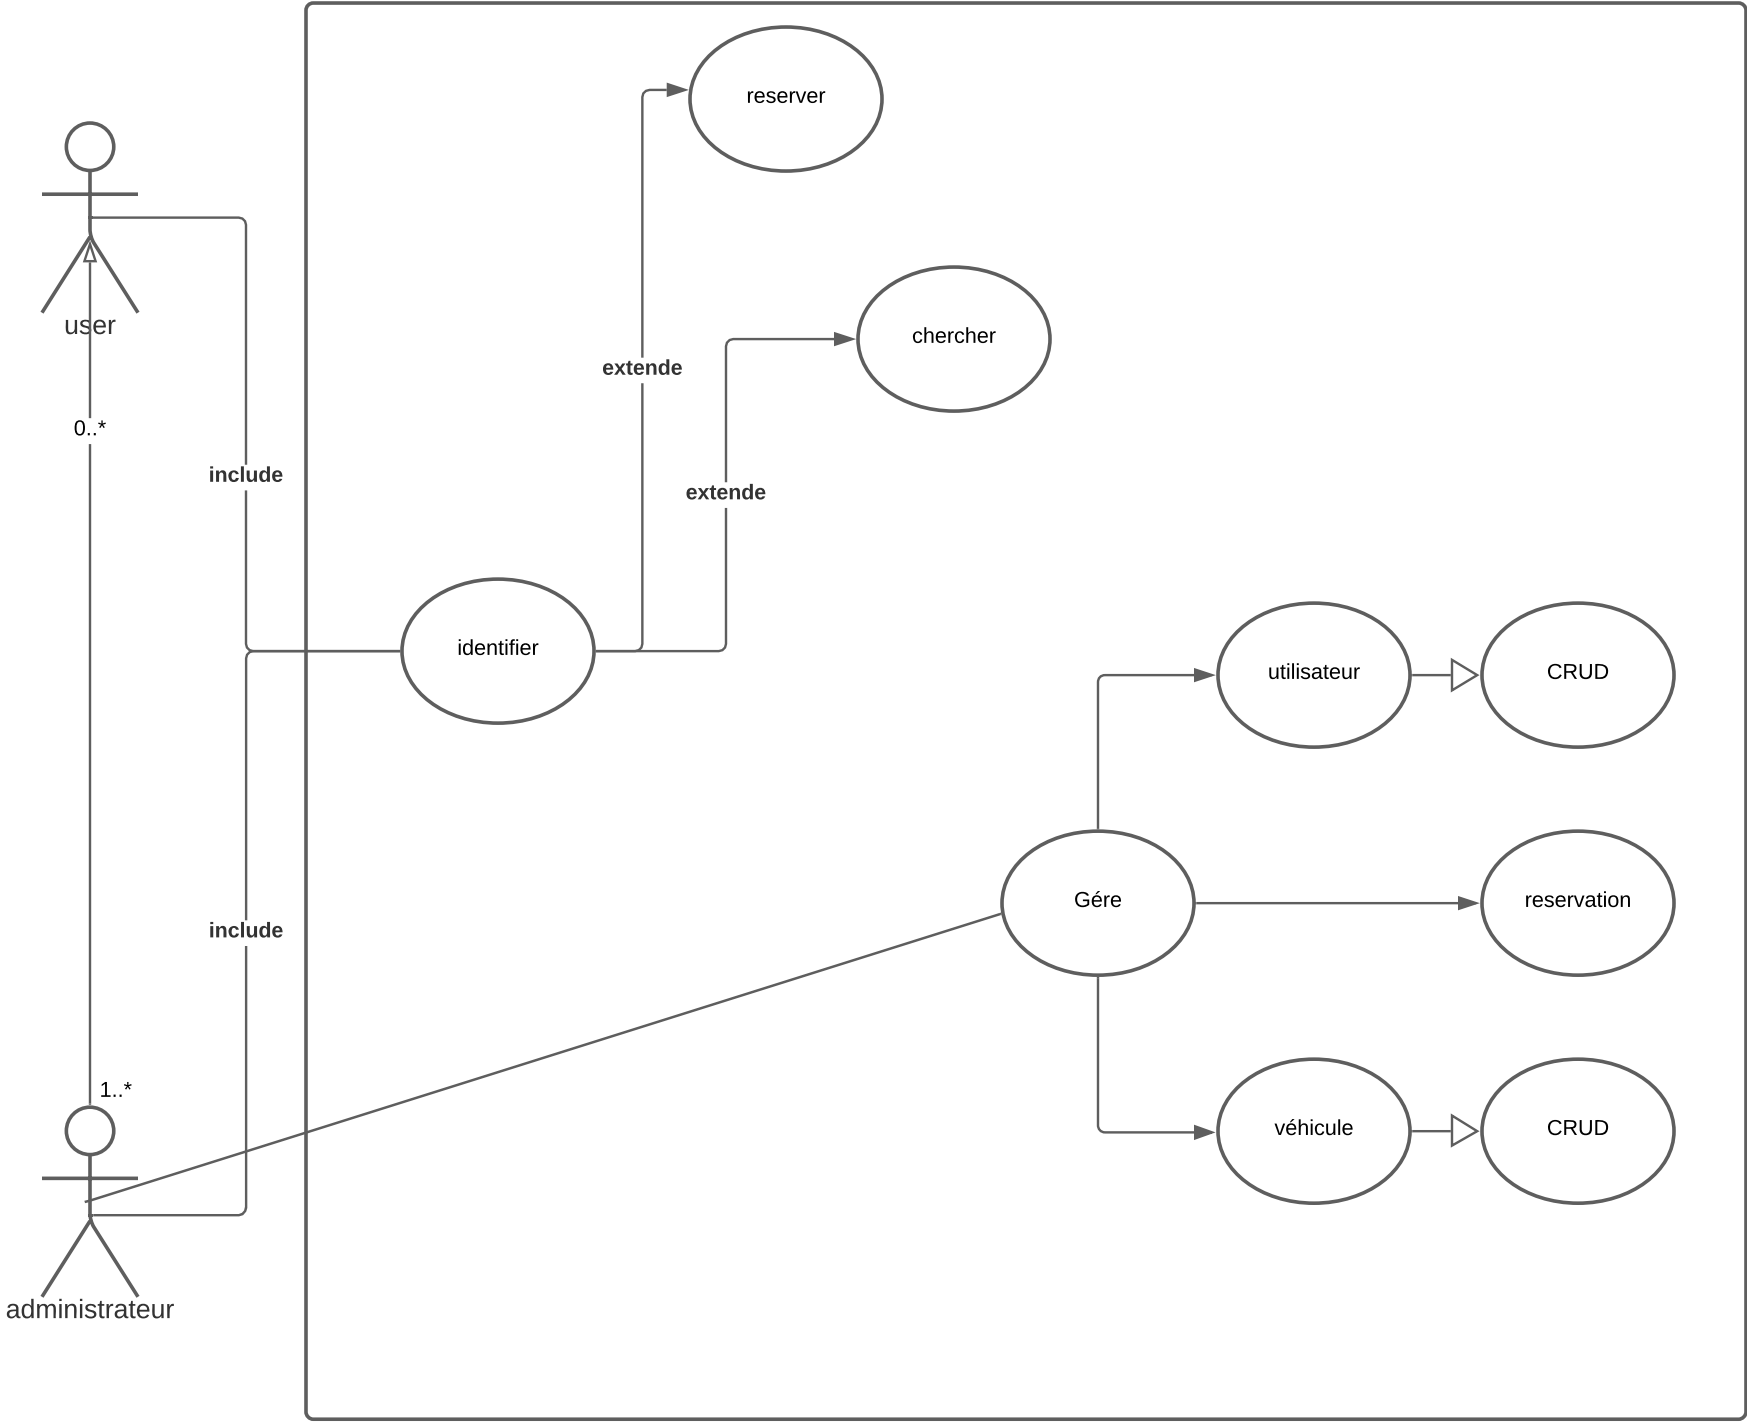 reserver
user
chercher
extende
0..*
include
extende
identifier
utilisateur
CRUD
Gére
reservation
include
1..*
véhicule
CRUD
administrateur